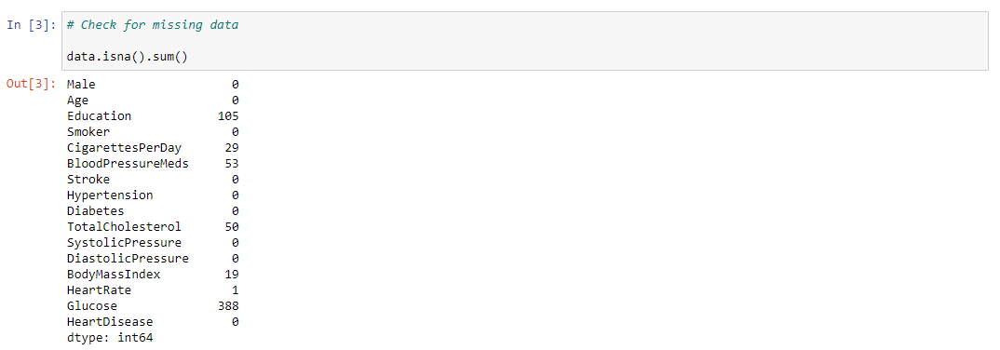 In [3]: # Check for missing data
data.isna().sum()
Out[3]: Male 0
Age 0
Education 105
Smoker 0
CigarettesPerDay 29
BloodPressureMeds 53
Stroke 0
Hypertension 0
Diabetes 0
TotalCholesterol 50
SystolicPressure 0
DiastolicPressure 0
BodyMassIndex 19
HeartRate 1
Glucose 388
HeartDisease 0
dtype: int64